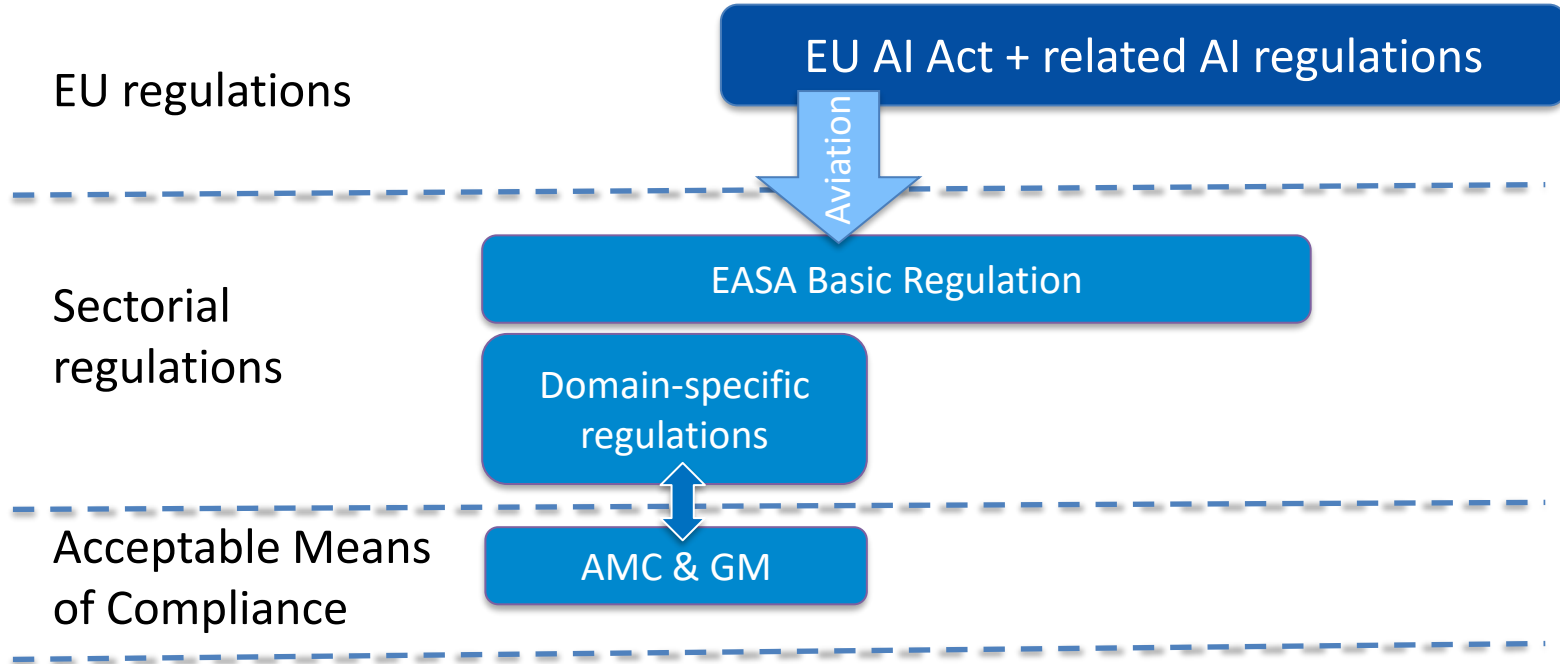 EU regulations
EU AI Act + related AI regulations
Aviation
Sectorial
regulations
EASA Basic Regulation
Domain-specific
regulations
Acceptable Means
of Compliance
AMC & GM